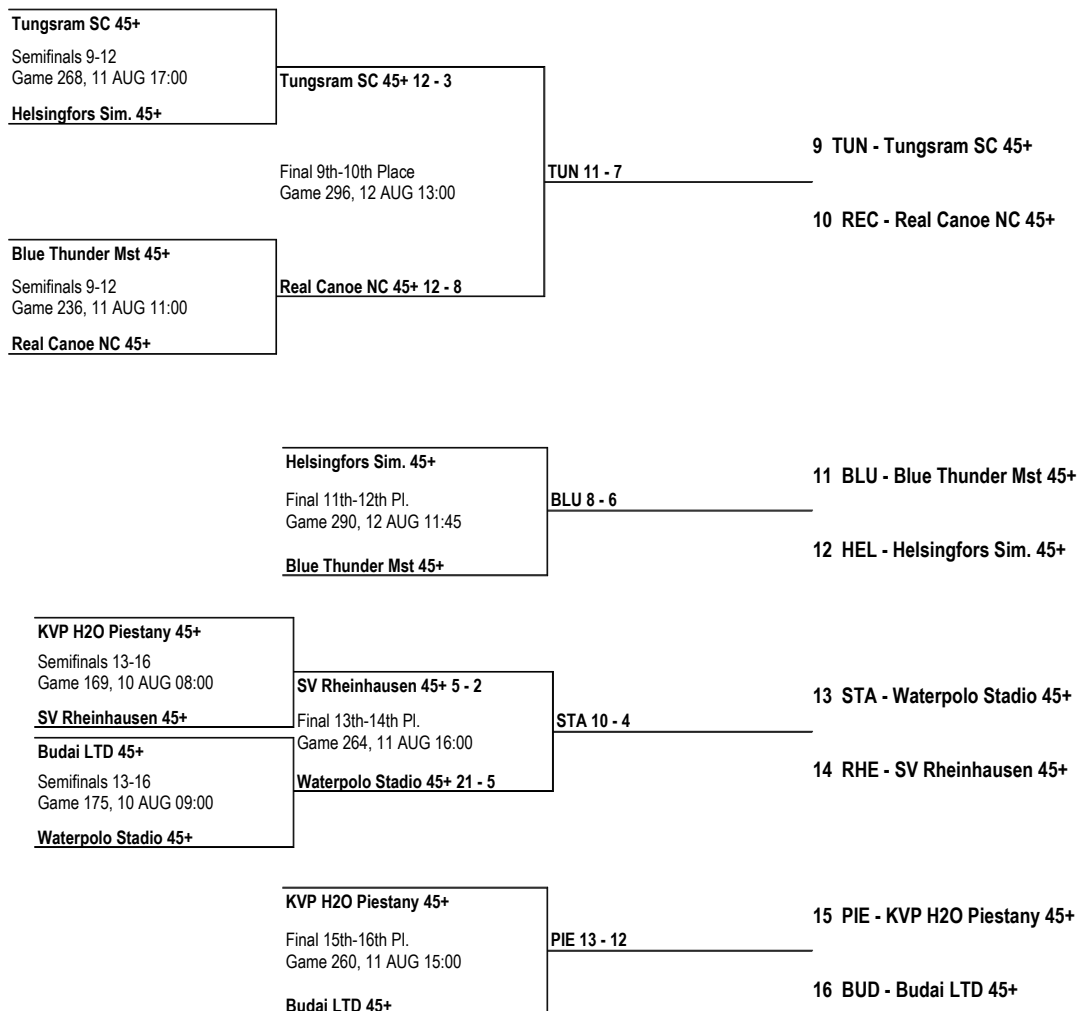 Tungsram SC 45+
Semifinals 9-12
Game 268, 11 AUG 17:00
Helsingfors Sim. 45+
Tungsram SC 45+ 12 - 3
Final 9th-10th Place
Game 296, 12 AUG 13:00
TUN 11 - 7
9 TUN - Tungsram SC 45+
10 REC - Real Canoe NC 45+
Blue Thunder Mst 45+
Semifinals 9-12
Game 236, 11 AUG 11:00
Real Canoe NC 45+
Real Canoe NC 45+ 12 - 8
Helsingfors Sim. 45+
Final 11th-12th Pl.
Game 290, 12 AUG 11:45
Blue Thunder Mst 45+
BLU 8 - 6
11 BLU - Blue Thunder Mst 45+
12 HEL - Helsingfors Sim. 45+
KVP H2O Piestany 45+
Semifinals 13-16
Game 169, 10 AUG 08:00
SV Rheinhausen 45+
SV Rheinhausen 45+ 5 - 2
Final 13th-14th Pl.
Game 264, 11 AUG 16:00
Waterpolo Stadio 45+ 21 - 5
STA 10 - 4
13 STA - Waterpolo Stadio 45+
14 RHE - SV Rheinhausen 45+
Budai LTD 45+
Semifinals 13-16
Game 175, 10 AUG 09:00
Waterpolo Stadio 45+
KVP H2O Piestany 45+
Final 15th-16th Pl.
Game 260, 11 AUG 15:00
Budai LTD 45+
PIE 13 - 12
15 PIE - KVP H2O Piestany 45+
16 BUD - Budai LTD 45+